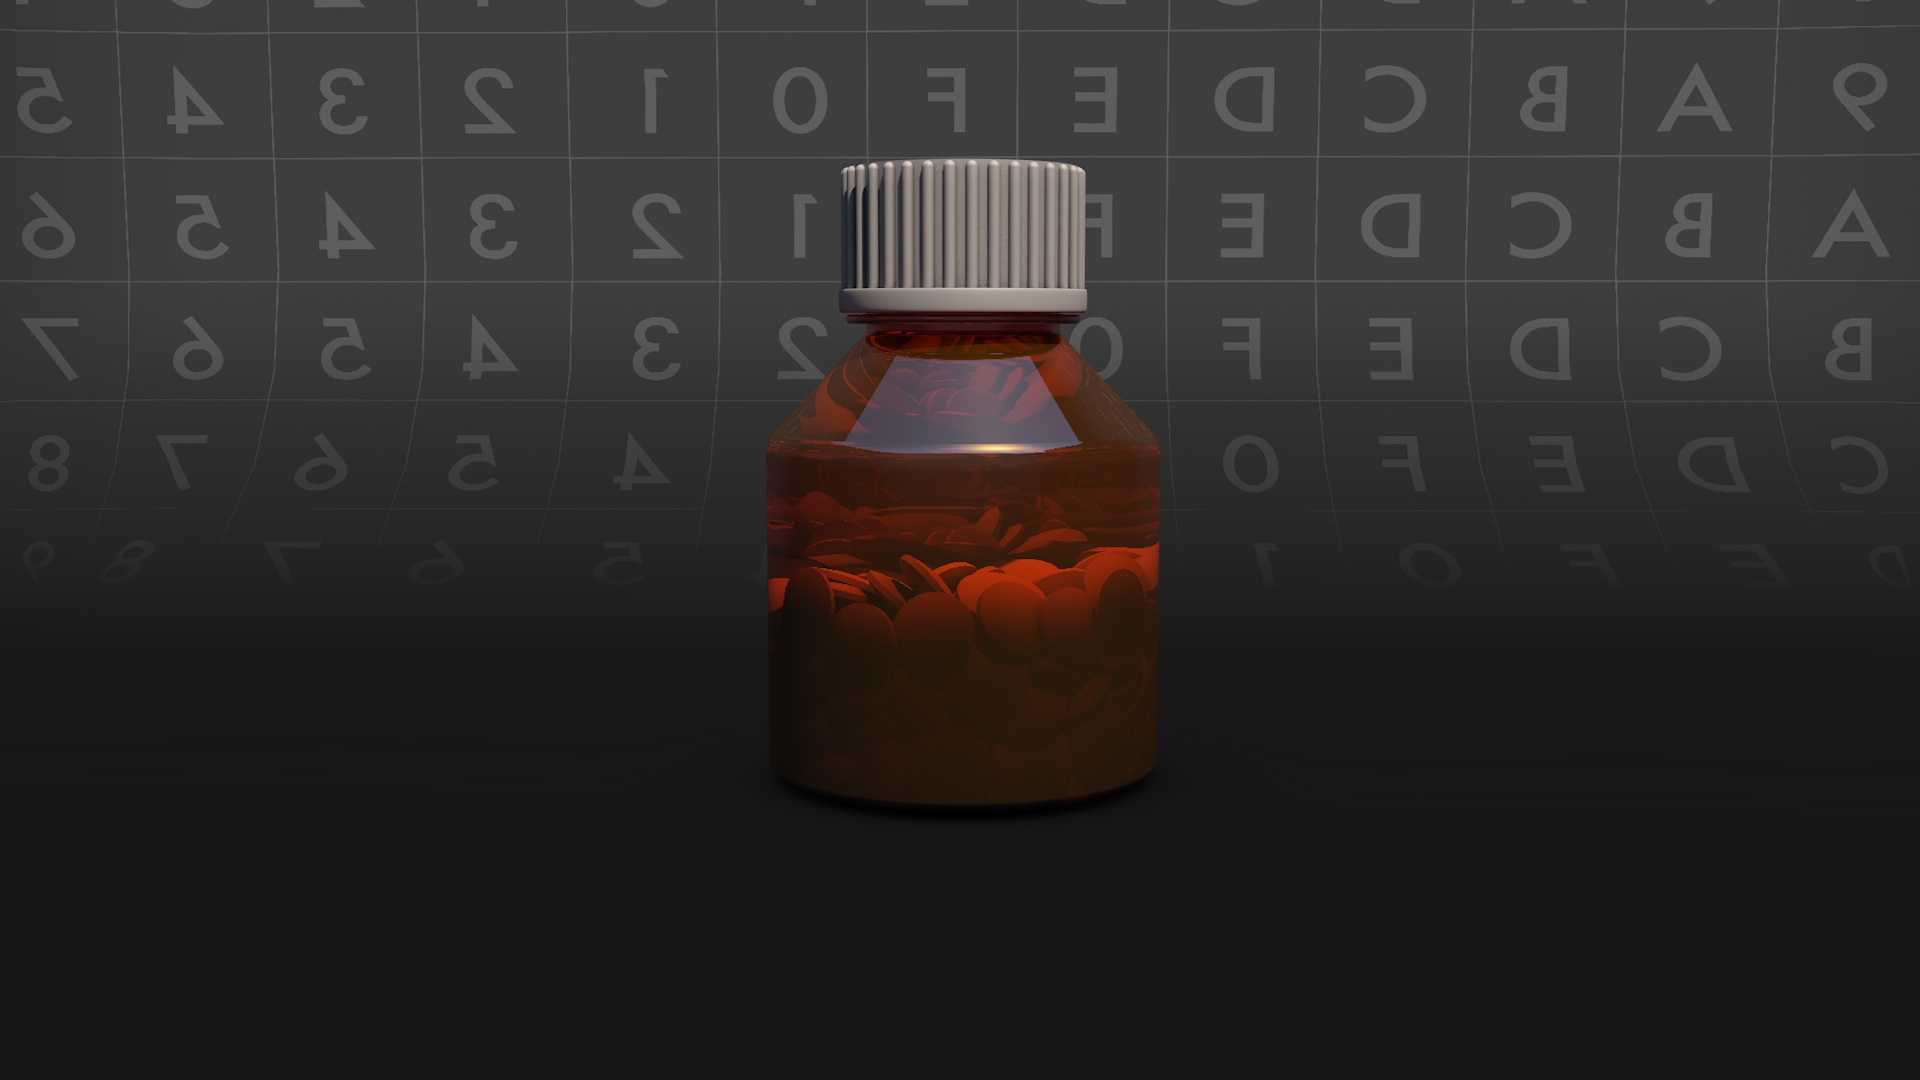 5 4 3 2 1 0 F E D C B A 9
6 5 4 3 2 1 F E D C B A
7 6 5 4 3 2 0 F E D C B
8 7 6 5 4 0 F E D C
9 8 7 6 5 1 0 F E D